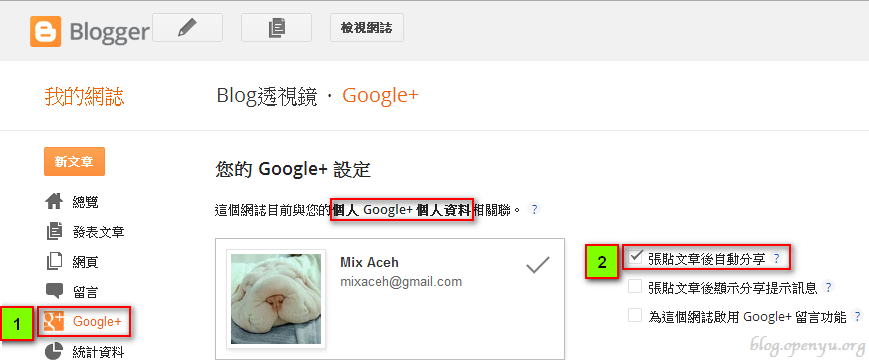 Blogger 檢視網誌
我的網誌 Blog透視鏡 · Google+
新文章
您的 Google+ 設定
總覽
這個網誌目前與您的個人 Google+ 個人資料相關聯。 ?
發表文章
網頁
留言
1 Google+
統計資料
Mix Aceh
mixaceh@gmail.com
2 張貼文章後自動分享 ?
張貼文章後顯示分享提示訊息 ?
為這個網誌啟用 Google+ 留言功能 ?
blog.openyu.org